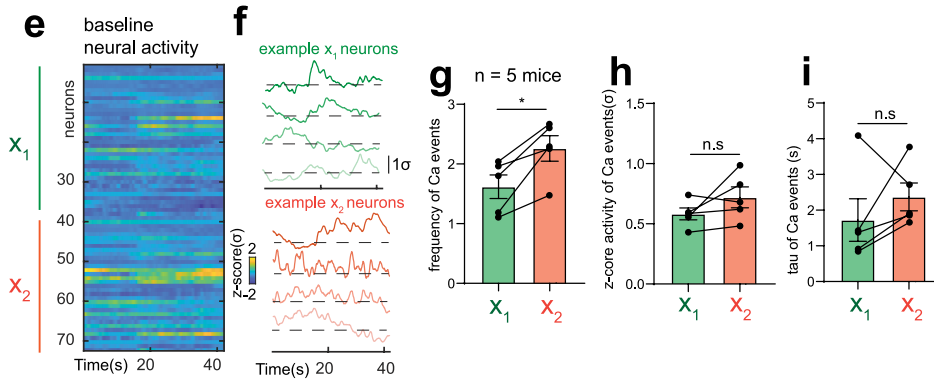 e
baseline
neural activity
X1
X2
neurons
30
40
50
60
70
Time(s)
20
40
z-score(σ)
2
-2
f
example x1 neurons
1σ
example x2 neurons
Time(s)
20
40
g
n = 5 mice
*
frequency of Ca events
3
2
1
0
X1
X2
h
n.s
z-core activity of Ca events(σ)
1.5
1.0
0.5
0.0
X1
X2
i
n.s
tau of Ca events (s)
5
4
3
2
1
0
X1
X2